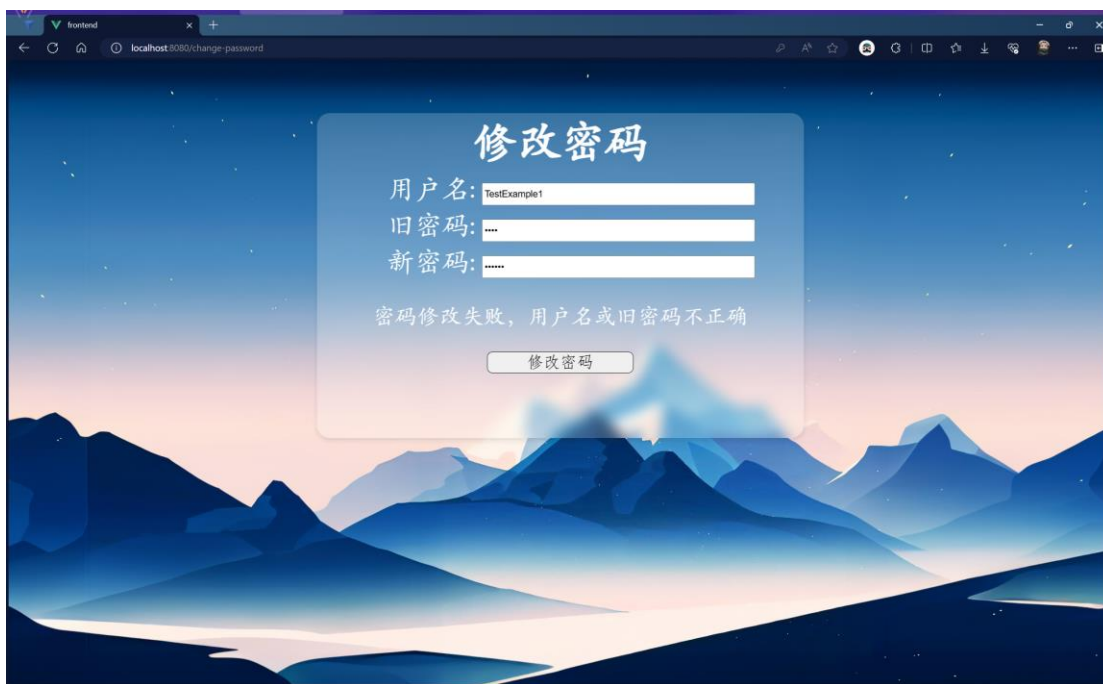 frontend
localhost:8080/change-password
修改密码
用户名: TestExample1
旧密码: ••••
新密码: ••••••
密码修改失败，用户名或旧密码不正确
修改密码